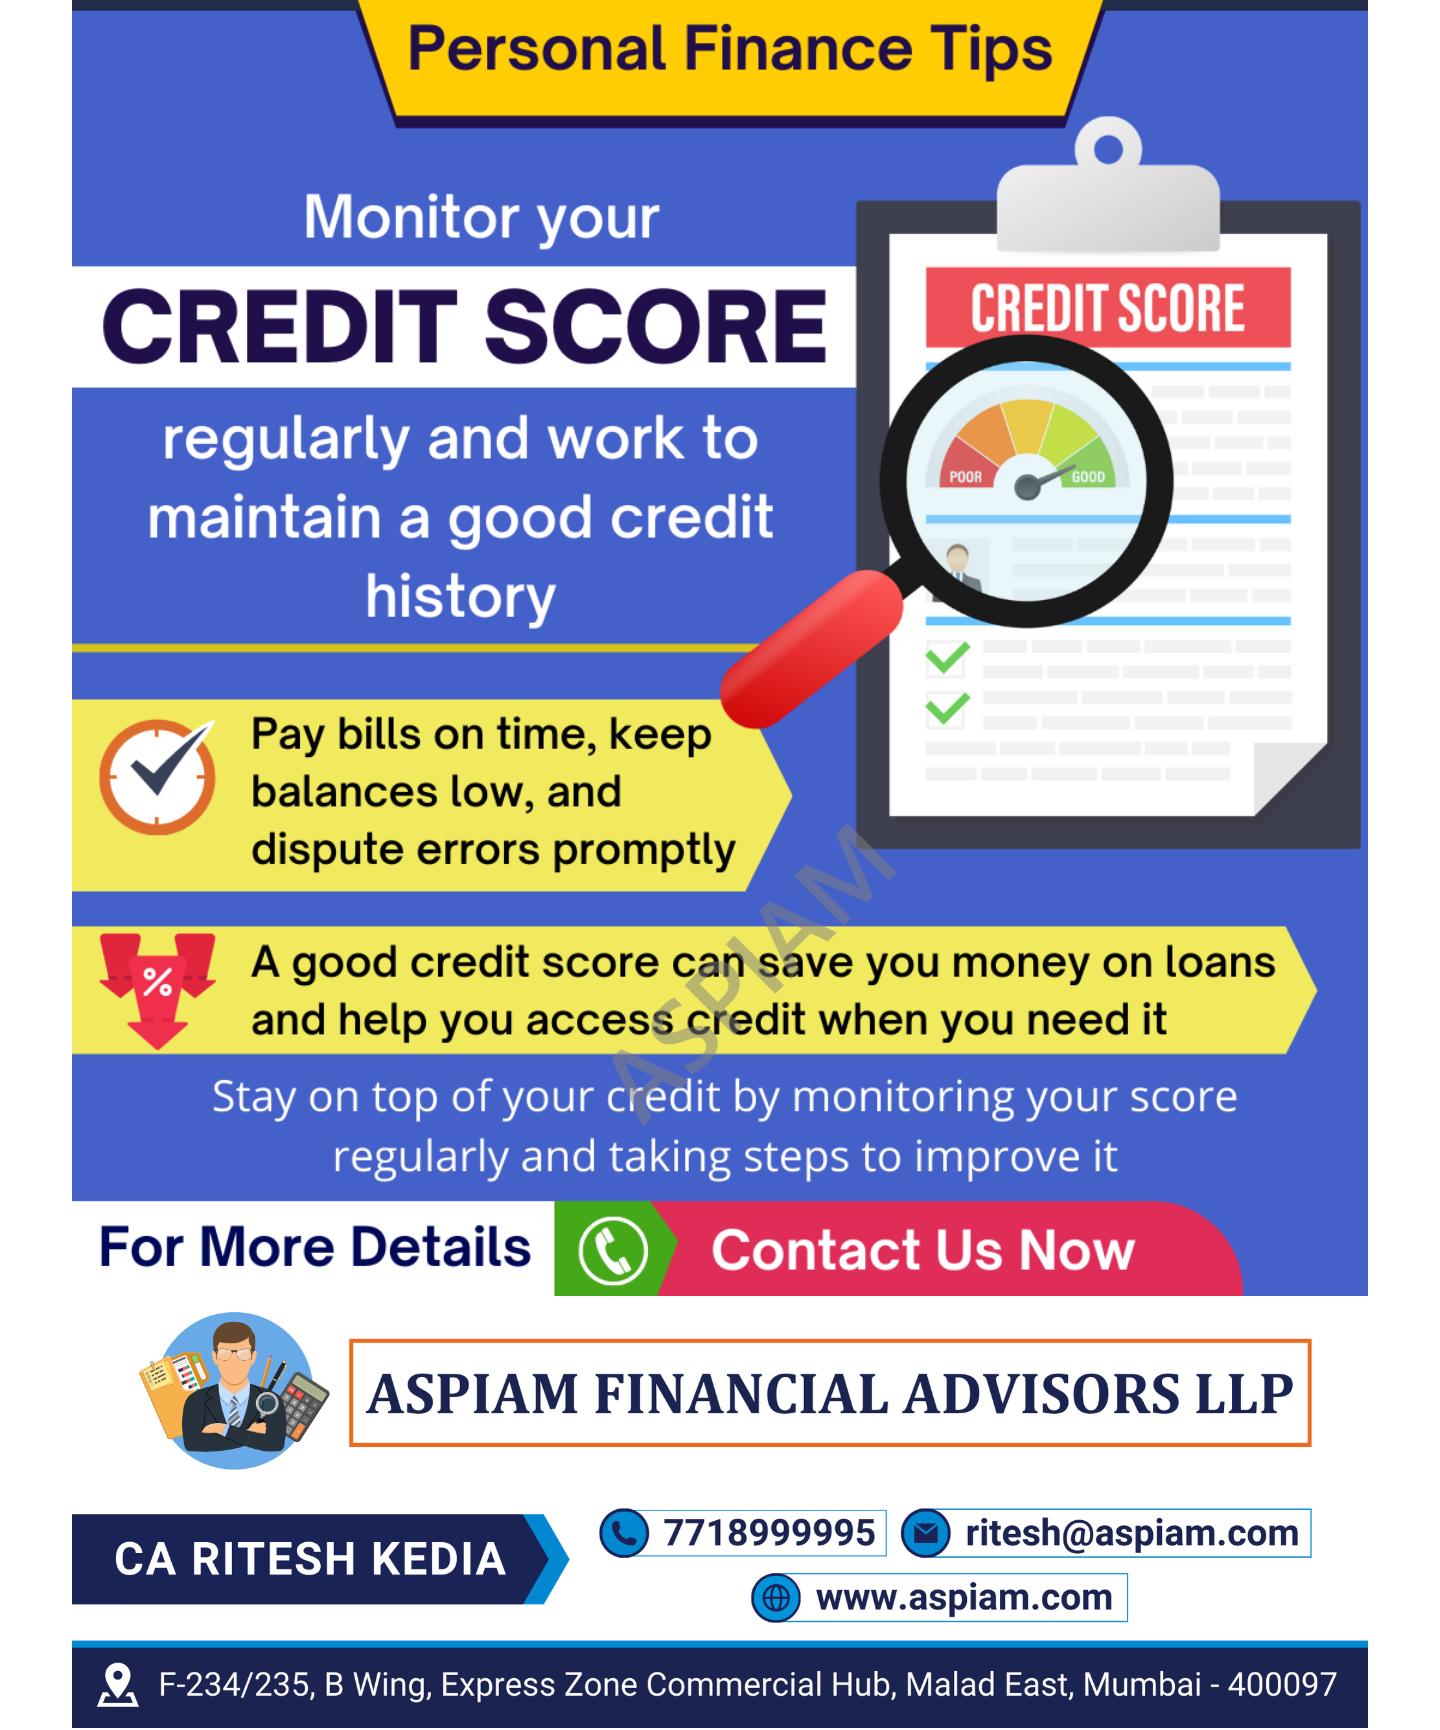 Personal Finance Tips
Monitor your
CREDIT SCORE
regularly and work to
maintain a good credit
history
CREDIT SCORE
POOR
GOOD
Pay bills on time, keep
balances low, and
dispute errors promptly
%
A good credit score can save you money on loans
and help you access credit when you need it
ASPIAM
Stay on top of your credit by monitoring your score
regularly and taking steps to improve it
For More Details
Contact Us Now
ASPIAM FINANCIAL ADVISORS LLP
CA RITESH KEDIA
7718999995
ritesh@aspiam.com
www.aspiam.com
F-234/235, B Wing, Express Zone Commercial Hub, Malad East, Mumbai - 400097